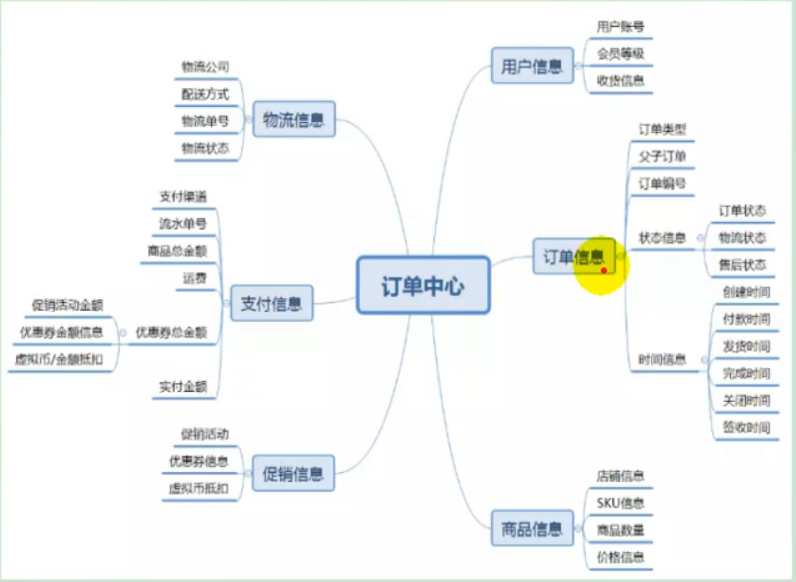 订单中心
用户信息
用户账号
会员等级
收货信息
订单信息
订单类型
父子订单
订单编号
状态信息
订单状态
物流状态
售后状态
时间信息
创建时间
付款时间
发货时间
完成时间
关闭时间
签收时间
商品信息
店铺信息
SKU信息
商品数量
价格信息
物流信息
物流公司
配送方式
物流单号
物流状态
支付信息
支付渠道
流水单号
商品总金额
运费
优惠券总金额
促销活动金额
优惠券金额信息
虚拟币/金额抵扣
实付金额
促销信息
促销活动
优惠券信息
虚拟币抵扣